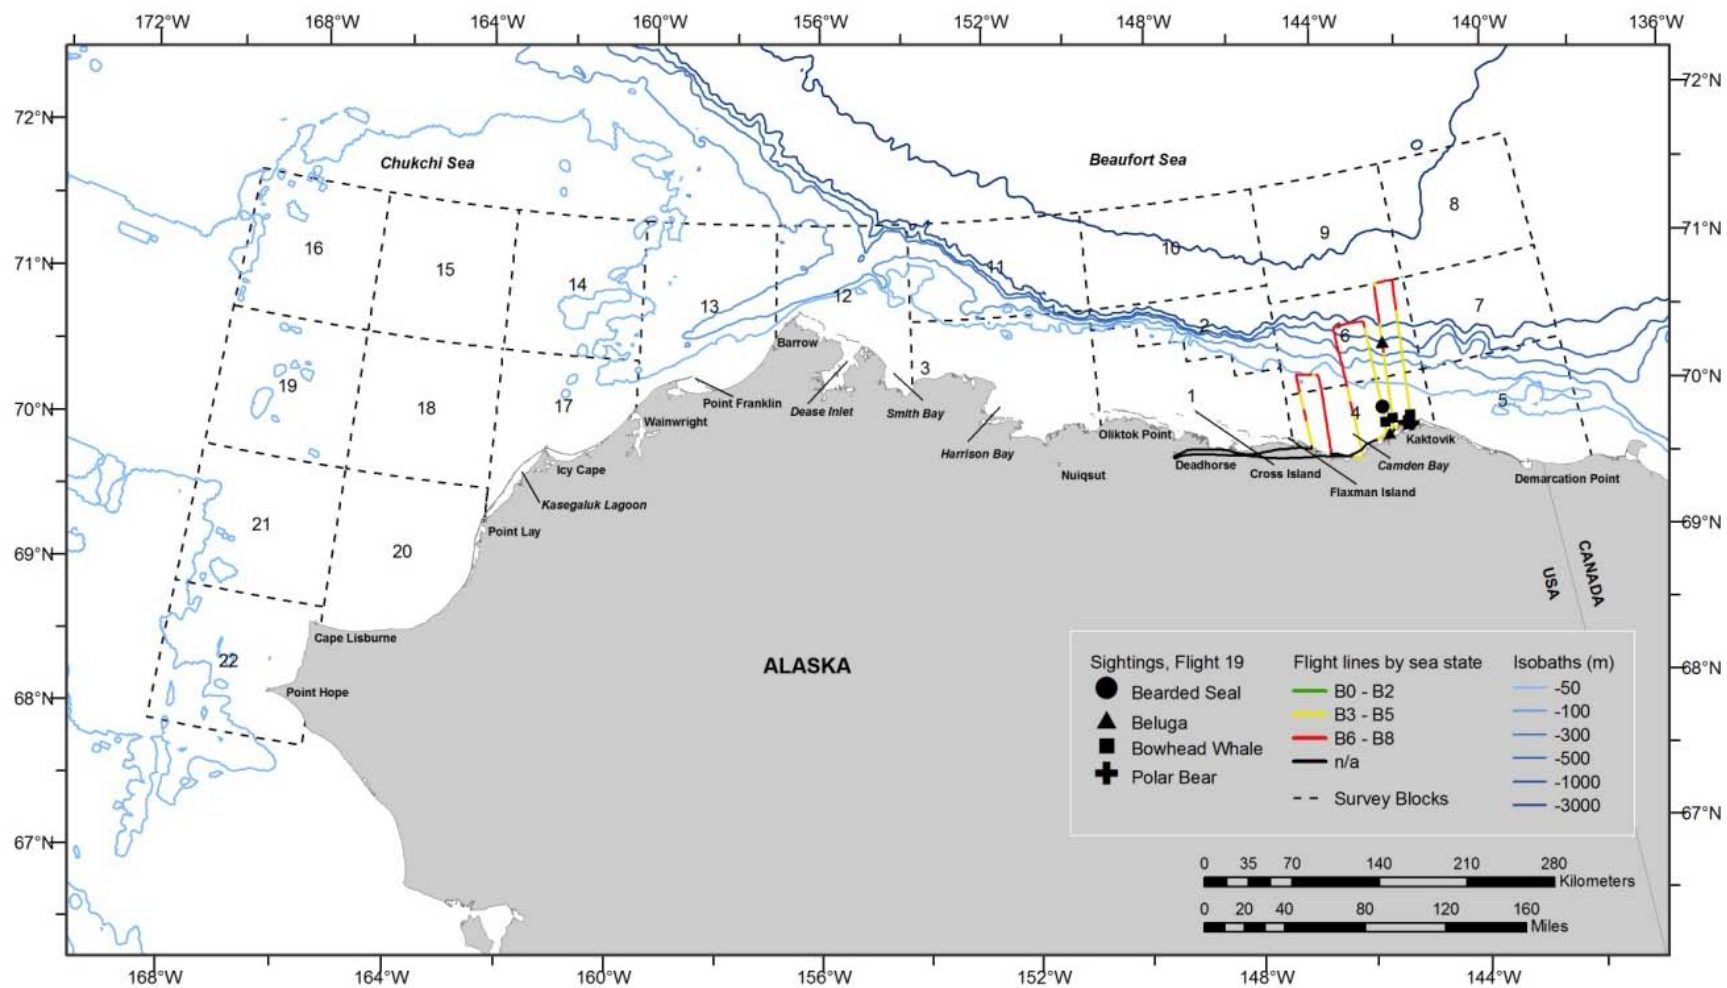 172°W 168°W 164°W 160°W 156°W 152°W 148°W 144°W 140°W 136°W
72°N 72°N
Chukchi Sea Beaufort Sea
8
9
16 10 71°N
71°N 15 11
14
13 12 7
2 6
Barrow
70°N
19 3
18 17 Point Franklin Dease Inlet Smith Bay 1 4 5
70°N
Wainwright Oliktok Point Kaktovik
Harrison Bay
Icy Cape Deadhorse Camden Bay
Nuiqsut Cross Island Demarcation Point
Kasegaluk Lagoon Flaxman Island
21 Point Lay 69°N
69°N 20
USA CANADA
Cape Lisburne
22 ALASKA 68°N
Point Hope
68°N
Sightings, Flight 19
Bearded Seal
Beluga
Bowhead Whale
Polar Bear
Flight lines by sea state
B0 - B2
B3 - B5
B6 - B8
n/a
Survey Blocks
Isobaths (m)
-50
-100
-300
-500
-1000
-3000
67°N
67°N
0 35 70 140 210 280
Kilometers
0 20 40 80 120 160
Miles
168°W 164°W 160°W 156°W 152°W 148°W 144°W